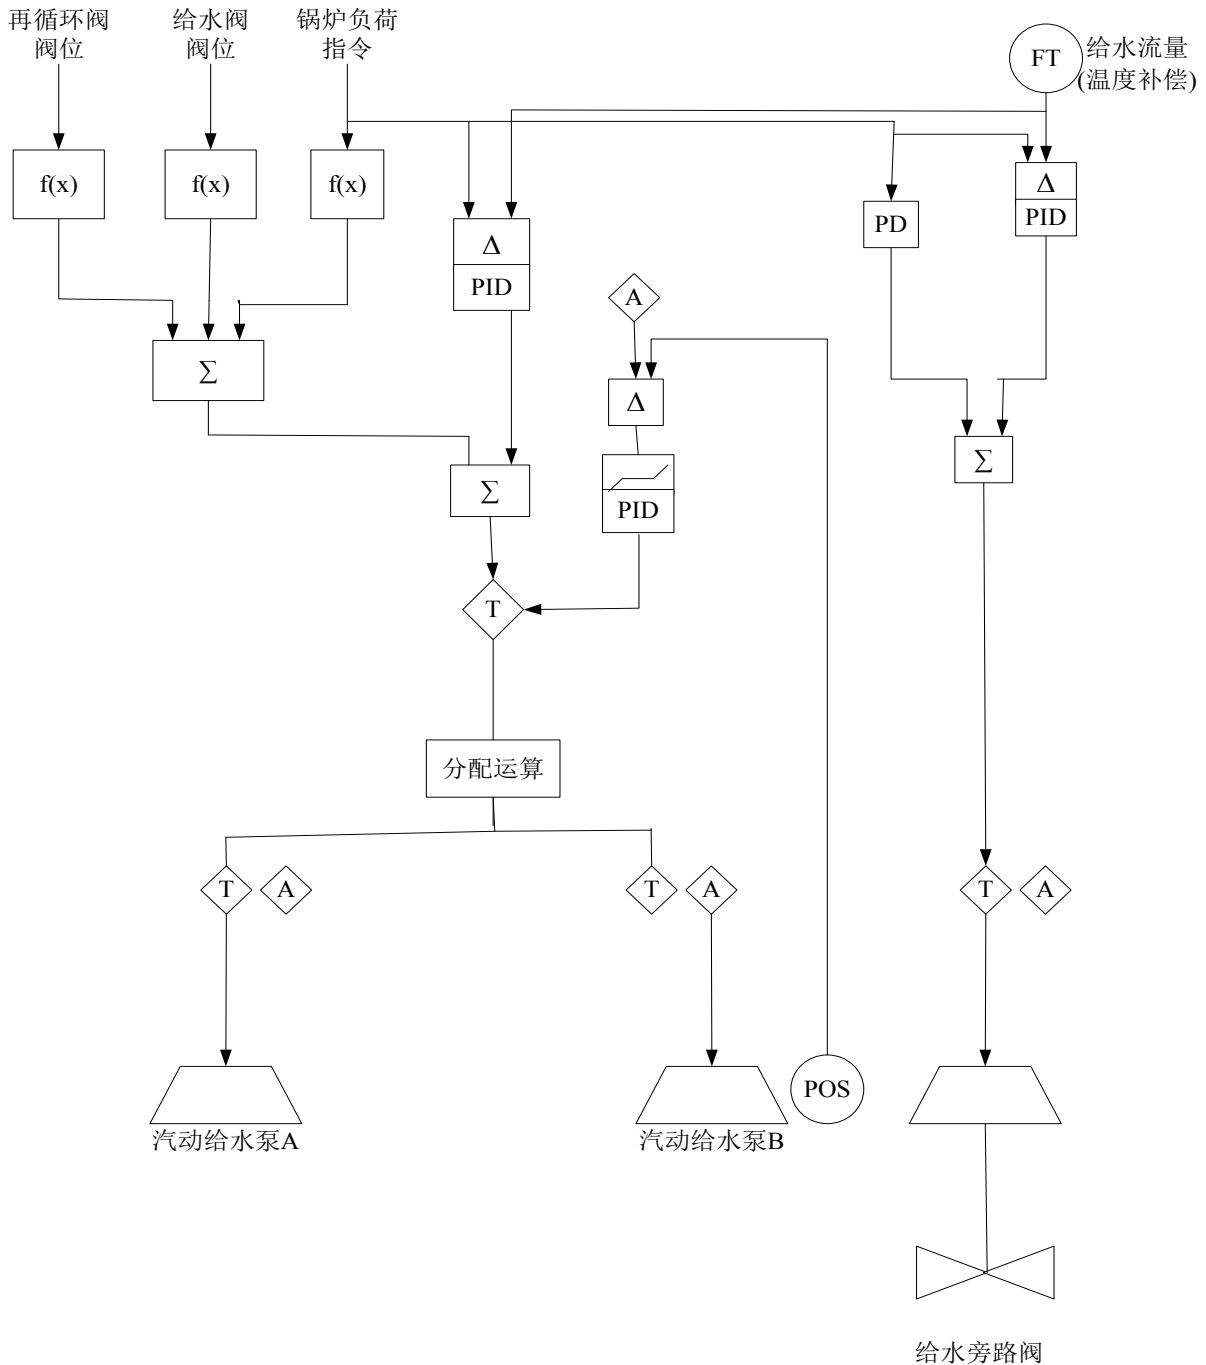 再循环阀
阀位
给水阀
阀位
锅炉负荷
指令
FT
给水流量
(温度补偿)
f(x)
f(x)
f(x)
Δ
PID
PD
Δ
PID
A
Σ
Δ
Σ
PID
Σ
T
分配运算
T
A
T
A
T
A
POS
汽动给水泵A
汽动给水泵B
给水旁路阀